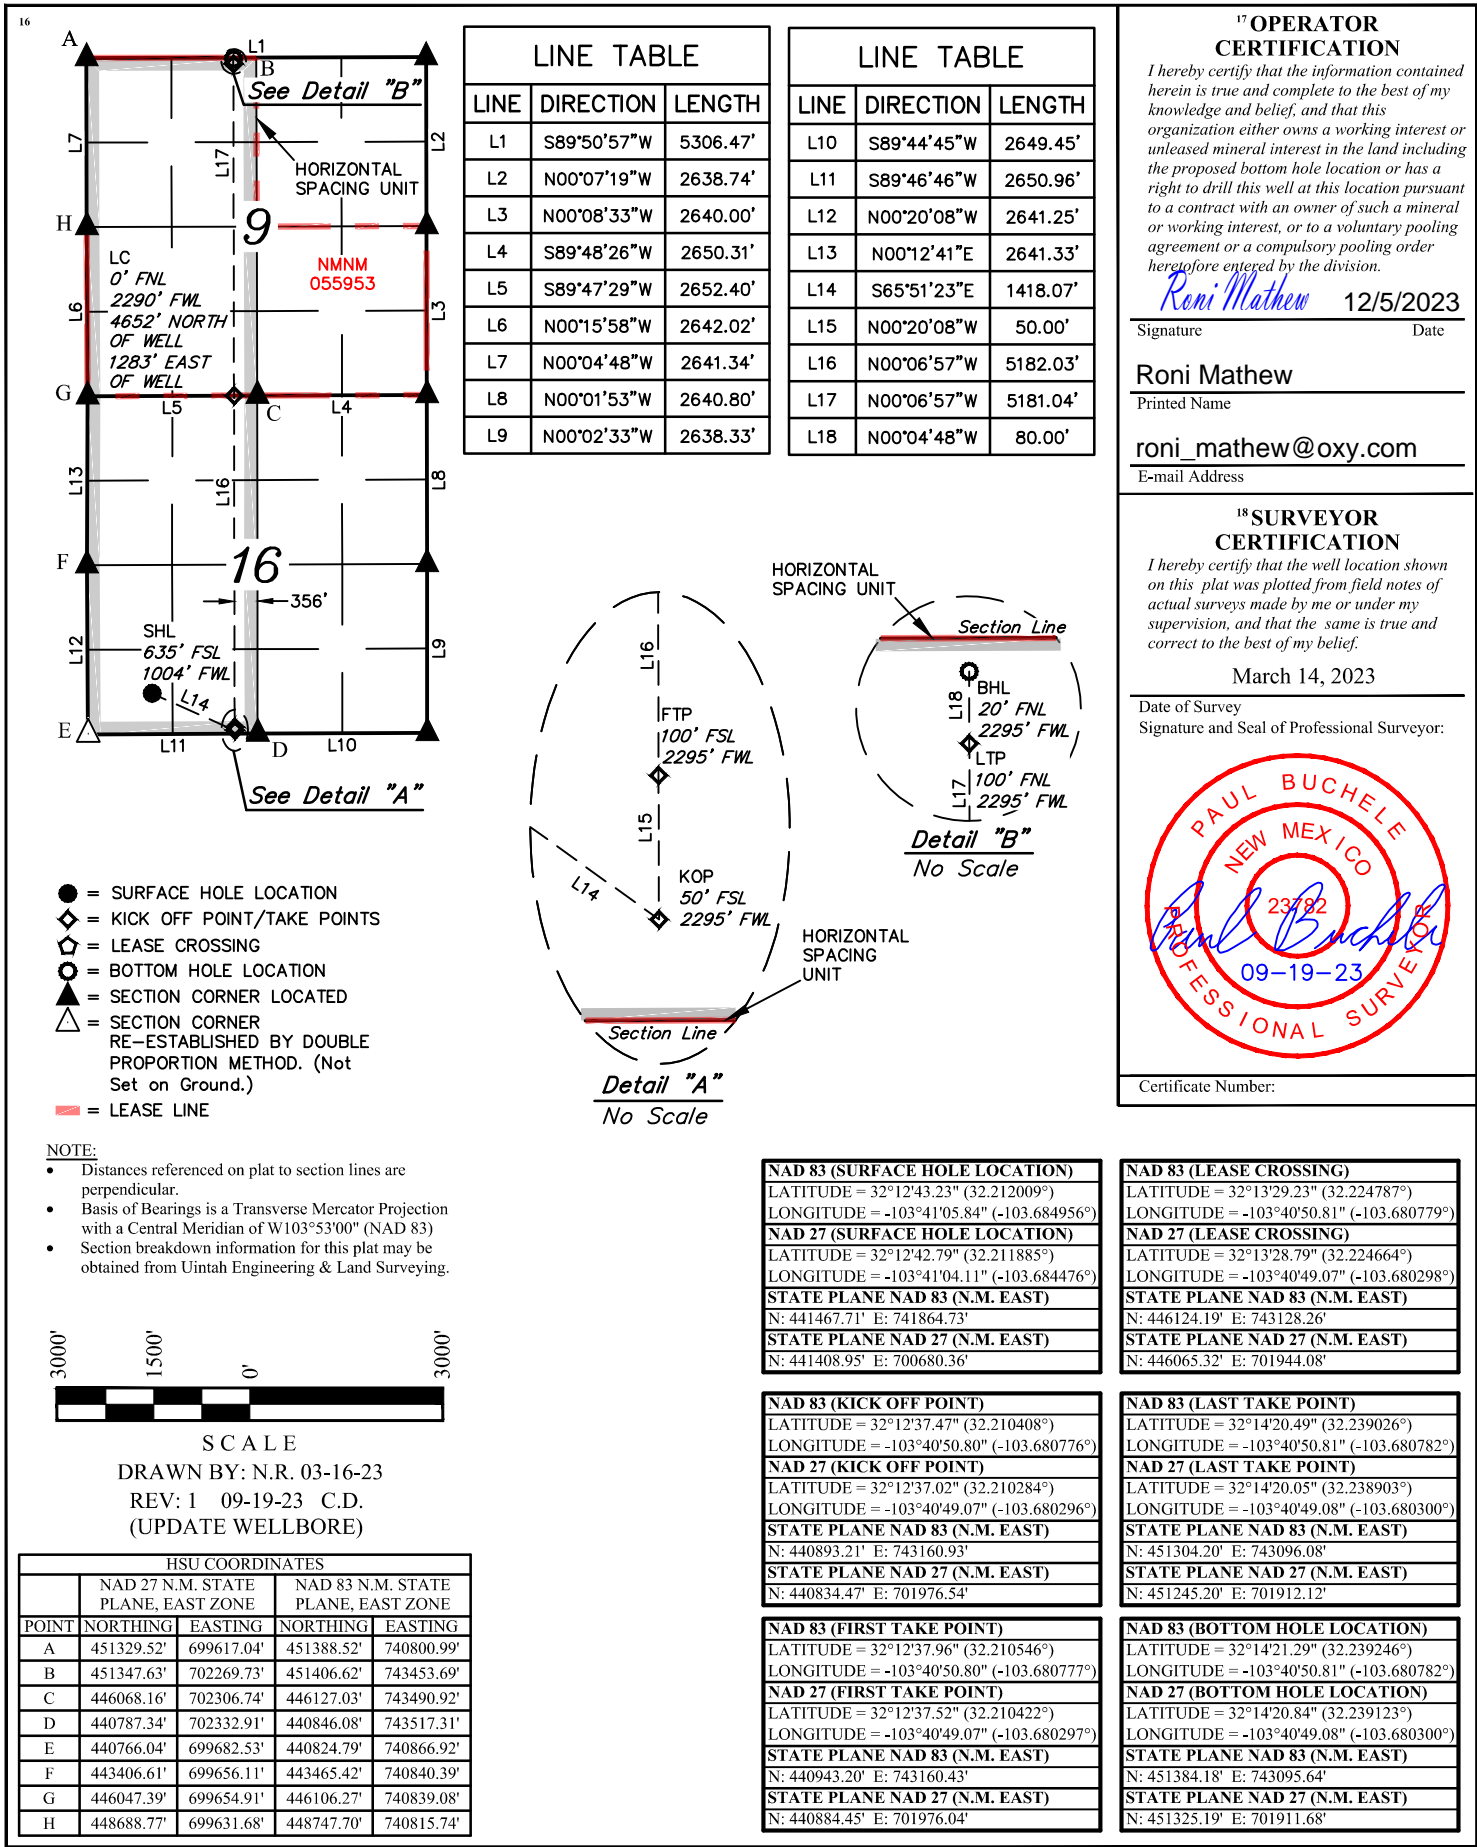 16
A
L1
B
See Detail "B"
L7
L17
L2
HORIZONTAL
SPACING UNIT
H
9
LC
0' FNL
2290' FWL
4652' NORTH
OF WELL
1283' EAST
OF WELL
NMNM
055953
L6
L3
G
L5
C
L4
L13
L16
L8
F
16
356'
SHL
635' FSL
1004' FWL
L12
L14
L9
E
L11
D
L10
See Detail "A"
LINE TABLE
LINE DIRECTION LENGTH
L1 S89°50'57"W 5306.47'
L2 N00°07'19"W 2638.74'
L3 N00°08'33"W 2640.00'
L4 S89°48'26"W 2650.31'
L5 S89°47'29"W 2652.40'
L6 N00°15'58"W 2642.02'
L7 N00°04'48"W 2641.34'
L8 N00°01'53"W 2640.80'
L9 N00°02'33"W 2638.33'
LINE TABLE
LINE DIRECTION LENGTH
L10 S89°44'45"W 2649.45'
L11 S89°46'46"W 2650.96'
L12 N00°20'08"W 2641.25'
L13 N00°12'41"E 2641.33'
L14 S65°51'23"E 1418.07'
L15 N00°20'08"W 50.00'
L16 N00°06'57"W 5182.03'
L17 N00°06'57"W 5181.04'
L18 N00°04'48"W 80.00'
17 OPERATOR
CERTIFICATION
I hereby certify that the information contained
herein is true and complete to the best of my
knowledge and belief, and that this
organization either owns a working interest or
unleased mineral interest in the land including
the proposed bottom hole location or has a
right to drill this well at this location pursuant
to a contract with an owner of such a mineral
or working interest, or to a voluntary pooling
agreement or a compulsory pooling order
heretofore entered by the division.
Roni Mathew 12/5/2023
Signature Date
Roni Mathew
Printed Name
roni_mathew@oxy.com
E-mail Address
18 SURVEYOR
CERTIFICATION
I hereby certify that the well location shown
on this plat was plotted from field notes of
actual surveys made by me or under my
supervision, and that the same is true and
correct to the best of my belief.
March 14, 2023
Date of Survey
Signature and Seal of Professional Surveyor:
PAUL BUCHELE
NEW MEXICO
23782
Paul Buchele
09-19-23
PROFESSIONAL SURVEYOR
Certificate Number:
L16
FTP
100' FSL
2295' FWL
L15
L14
KOP
50' FSL
2295' FWL
HORIZONTAL
SPACING
UNIT
Section Line
Detail "A"
No Scale
HORIZONTAL
SPACING UNIT
Section Line
L18
BHL
20' FNL
2295' FWL
LTP
L17
100' FNL
2295' FWL
Detail "B"
No Scale
= SURFACE HOLE LOCATION
= KICK OFF POINT/TAKE POINTS
= LEASE CROSSING
= BOTTOM HOLE LOCATION
= SECTION CORNER LOCATED
= SECTION CORNER
RE-ESTABLISHED BY DOUBLE
PROPORTION METHOD. (Not
Set on Ground.)
= LEASE LINE
NOTE:
• Distances referenced on plat to section lines are
perpendicular.
• Basis of Bearings is a Transverse Mercator Projection
with a Central Meridian of W103°53'00" (NAD 83)
• Section breakdown information for this plat may be
obtained from Uintah Engineering & Land Surveying.
3000' 1500' 0' 3000'
SCALE
DRAWN BY: N.R. 03-16-23
REV: 1 09-19-23 C.D.
(UPDATE WELLBORE)
HSU COORDINATES
NAD 27 N.M. STATE PLANE, EAST ZONE NAD 83 N.M. STATE PLANE, EAST ZONE
POINT NORTHING EASTING NORTHING EASTING
A 451329.52' 699617.04' 451388.52' 740800.99'
B 451347.63' 702269.73' 451406.62' 743453.69'
C 446068.16' 702306.74' 446127.03' 743490.92'
D 440787.34' 702332.91' 440846.08' 743517.31'
E 440766.04' 699682.53' 440824.79' 740866.92'
F 443406.61' 699656.11' 443465.42' 740840.39'
G 446047.39' 699654.91' 446106.27' 740839.08'
H 448688.77' 699631.68' 448747.70' 740815.74'
NAD 83 (SURFACE HOLE LOCATION)
LATITUDE = 32°12'43.23" (32.212009°)
LONGITUDE = -103°41'05.84" (-103.684956°)
NAD 27 (SURFACE HOLE LOCATION)
LATITUDE = 32°12'42.79" (32.211885°)
LONGITUDE = -103°41'04.11" (-103.684476°)
STATE PLANE NAD 83 (N.M. EAST)
N: 441467.71' E: 741864.73'
STATE PLANE NAD 27 (N.M. EAST)
N: 441408.95' E: 700680.36'
NAD 83 (LEASE CROSSING)
LATITUDE = 32°13'29.23" (32.224787°)
LONGITUDE = -103°40'50.81" (-103.680779°)
NAD 27 (LEASE CROSSING)
LATITUDE = 32°13'28.79" (32.224664°)
LONGITUDE = -103°40'49.07" (-103.680298°)
STATE PLANE NAD 83 (N.M. EAST)
N: 446124.19' E: 743128.26'
STATE PLANE NAD 27 (N.M. EAST)
N: 446065.32' E: 701944.08'
NAD 83 (KICK OFF POINT)
LATITUDE = 32°12'37.47" (32.210408°)
LONGITUDE = -103°40'50.80" (-103.680776°)
NAD 27 (KICK OFF POINT)
LATITUDE = 32°12'37.02" (32.210284°)
LONGITUDE = -103°40'49.07" (-103.680296°)
STATE PLANE NAD 83 (N.M. EAST)
N: 440893.21' E: 743160.93'
STATE PLANE NAD 27 (N.M. EAST)
N: 440834.47' E: 701976.54'
NAD 83 (LAST TAKE POINT)
LATITUDE = 32°14'20.49" (32.239026°)
LONGITUDE = -103°40'50.81" (-103.680782°)
NAD 27 (LAST TAKE POINT)
LATITUDE = 32°14'20.05" (32.238903°)
LONGITUDE = -103°40'49.08" (-103.680300°)
STATE PLANE NAD 83 (N.M. EAST)
N: 451304.20' E: 743096.08'
STATE PLANE NAD 27 (N.M. EAST)
N: 451245.20' E: 701912.12'
NAD 83 (FIRST TAKE POINT)
LATITUDE = 32°12'37.96" (32.210546°)
LONGITUDE = -103°40'50.80" (-103.680777°)
NAD 27 (FIRST TAKE POINT)
LATITUDE = 32°12'37.52" (32.210422°)
LONGITUDE = -103°40'49.07" (-103.680297°)
STATE PLANE NAD 83 (N.M. EAST)
N: 440943.20' E: 743160.43'
STATE PLANE NAD 27 (N.M. EAST)
N: 440884.45' E: 701976.04'
NAD 83 (BOTTOM HOLE LOCATION)
LATITUDE = 32°14'21.29" (32.239246°)
LONGITUDE = -103°40'50.81" (-103.680782°)
NAD 27 (BOTTOM HOLE LOCATION)
LATITUDE = 32°14'20.84" (32.239123°)
LONGITUDE = -103°40'49.08" (-103.680300°)
STATE PLANE NAD 83 (N.M. EAST)
N: 451384.18' E: 743095.64'
STATE PLANE NAD 27 (N.M. EAST)
N: 451325.19' E: 701911.68'